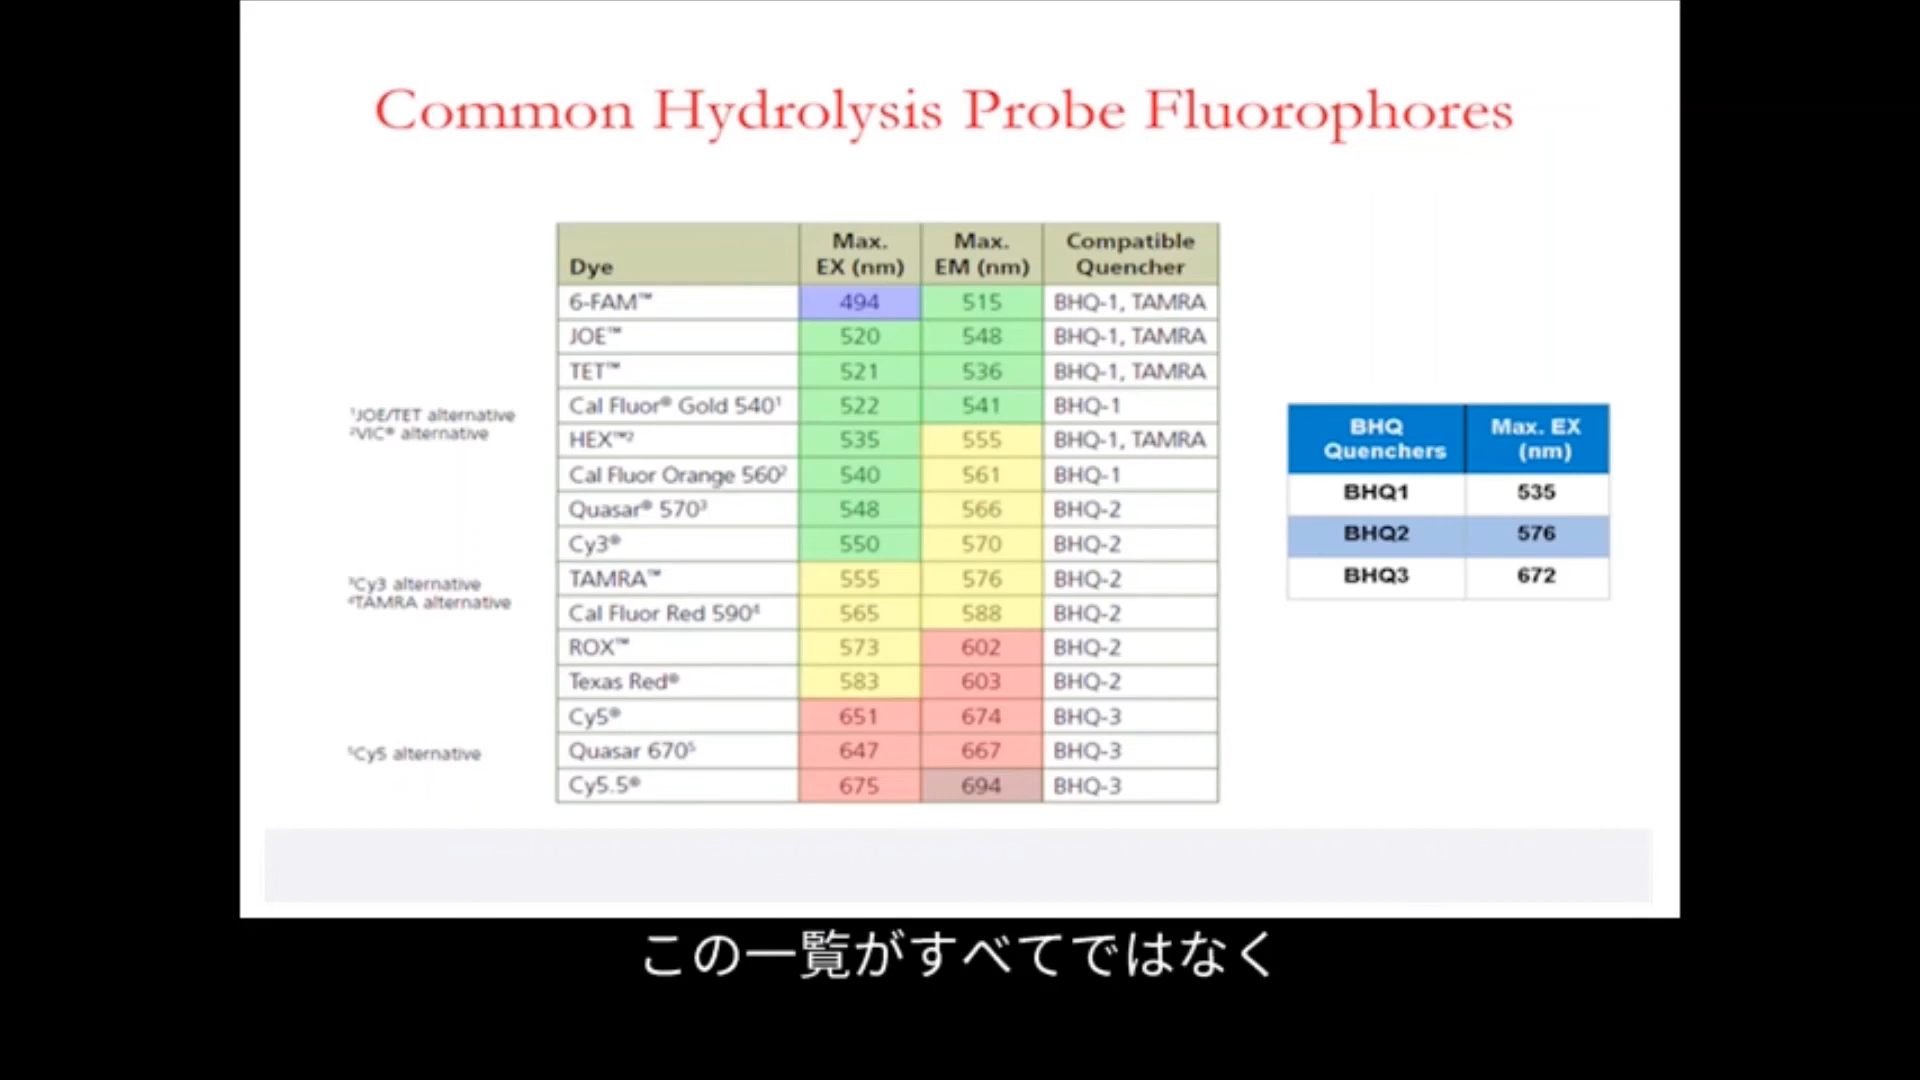 Common Hydrolysis Probe Fluorophores
Dye Max. EX (nm) Max. EM (nm) Compatible Quencher
6-FAM™ 494 515 BHQ-1, TAMRA
JOE™ 520 548 BHQ-1, TAMRA
TET™ 521 536 BHQ-1, TAMRA
Cal Fluor® Gold 540¹ 522 541 BHQ-1
HEX™² 535 555 BHQ-1, TAMRA
Cal Fluor Orange 560² 540 561 BHQ-1
Quasar® 570³ 548 566 BHQ-2
Cy3® 550 570 BHQ-2
TAMRA™ 555 576 BHQ-2
Cal Fluor Red 590⁴ 565 588 BHQ-2
ROX™ 573 602 BHQ-2
Texas Red® 583 603 BHQ-2
Cy5® 651 674 BHQ-3
Quasar 670⁵ 647 667 BHQ-3
Cy5.5® 675 694 BHQ-3
¹JOE/TET alternative
²VIC® alternative
³Cy3 alternative
⁴TAMRA alternative
⁵Cy5 alternative
BHQ Quenchers Max. EX (nm)
BHQ1 535
BHQ2 576
BHQ3 672
この一覧がすべてではなく